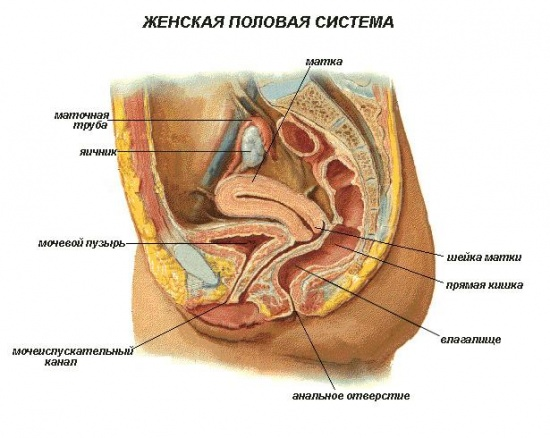 ЖЕНСКАЯ ПОЛОВАЯ СИСТЕМА
матка
маточная
труба
яичник
мочевой пузырь
шейка матки
прямая кишка
влагалище
мочеиспускательный
канал
анальное отверстие